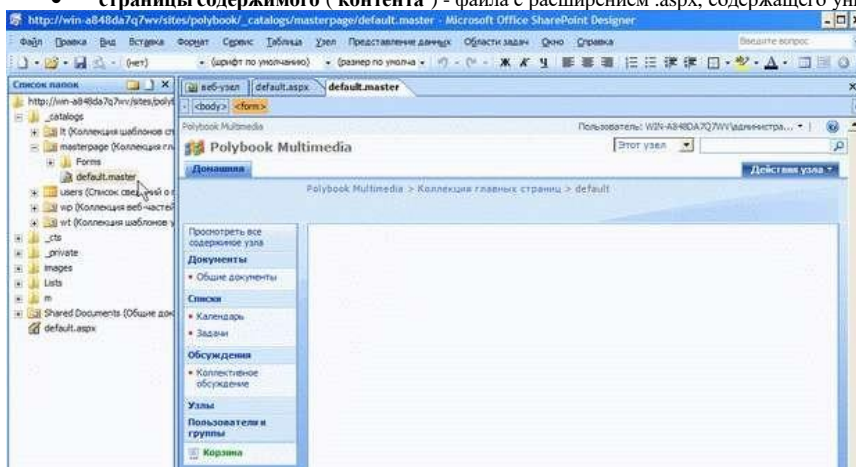 страницы содержимого ( контента ) - файла с расширением .aspx, содержащего
http://win-a848da7q7wv/sites/polybook/_catalogs/masterpage/default.master - Microsoft Office SharePoint Designer
Файл Правка Вид Вставка Формат Сервис Таблица Узел Представление данных Области задач Окно Справка Введите вопрос
(нет) (шрифт по умолчанию) (размер по умолча Ж К Ч
Список папок веб-узел default.aspx default.master
<body> <form>
http://win-a848da7q7wv/sites/polyb
_catalogs
lt (Коллекция шаблонов сп
masterpage (Коллекция гл
Forms
default.master
users (Список сведений о п
wp (Коллекция веб-частей
wt (Коллекция шаблонов у
_cts
_private
images
Lists
m
Shared Documents (Общие док
default.aspx
Polybook Multimedia Пользователь: WIN-A848DA7Q7WV\администра...
Polybook Multimedia Этот узел
Домашняя Действия узла
Polybook Multimedia > Коллекция главных страниц > default
Просмотреть все содержимое узла
Документы
Общие документы
Списки
Календарь
Задачи
Обсуждения
Коллективное
обсуждение
Узлы
Пользователи и
группы
Корзина